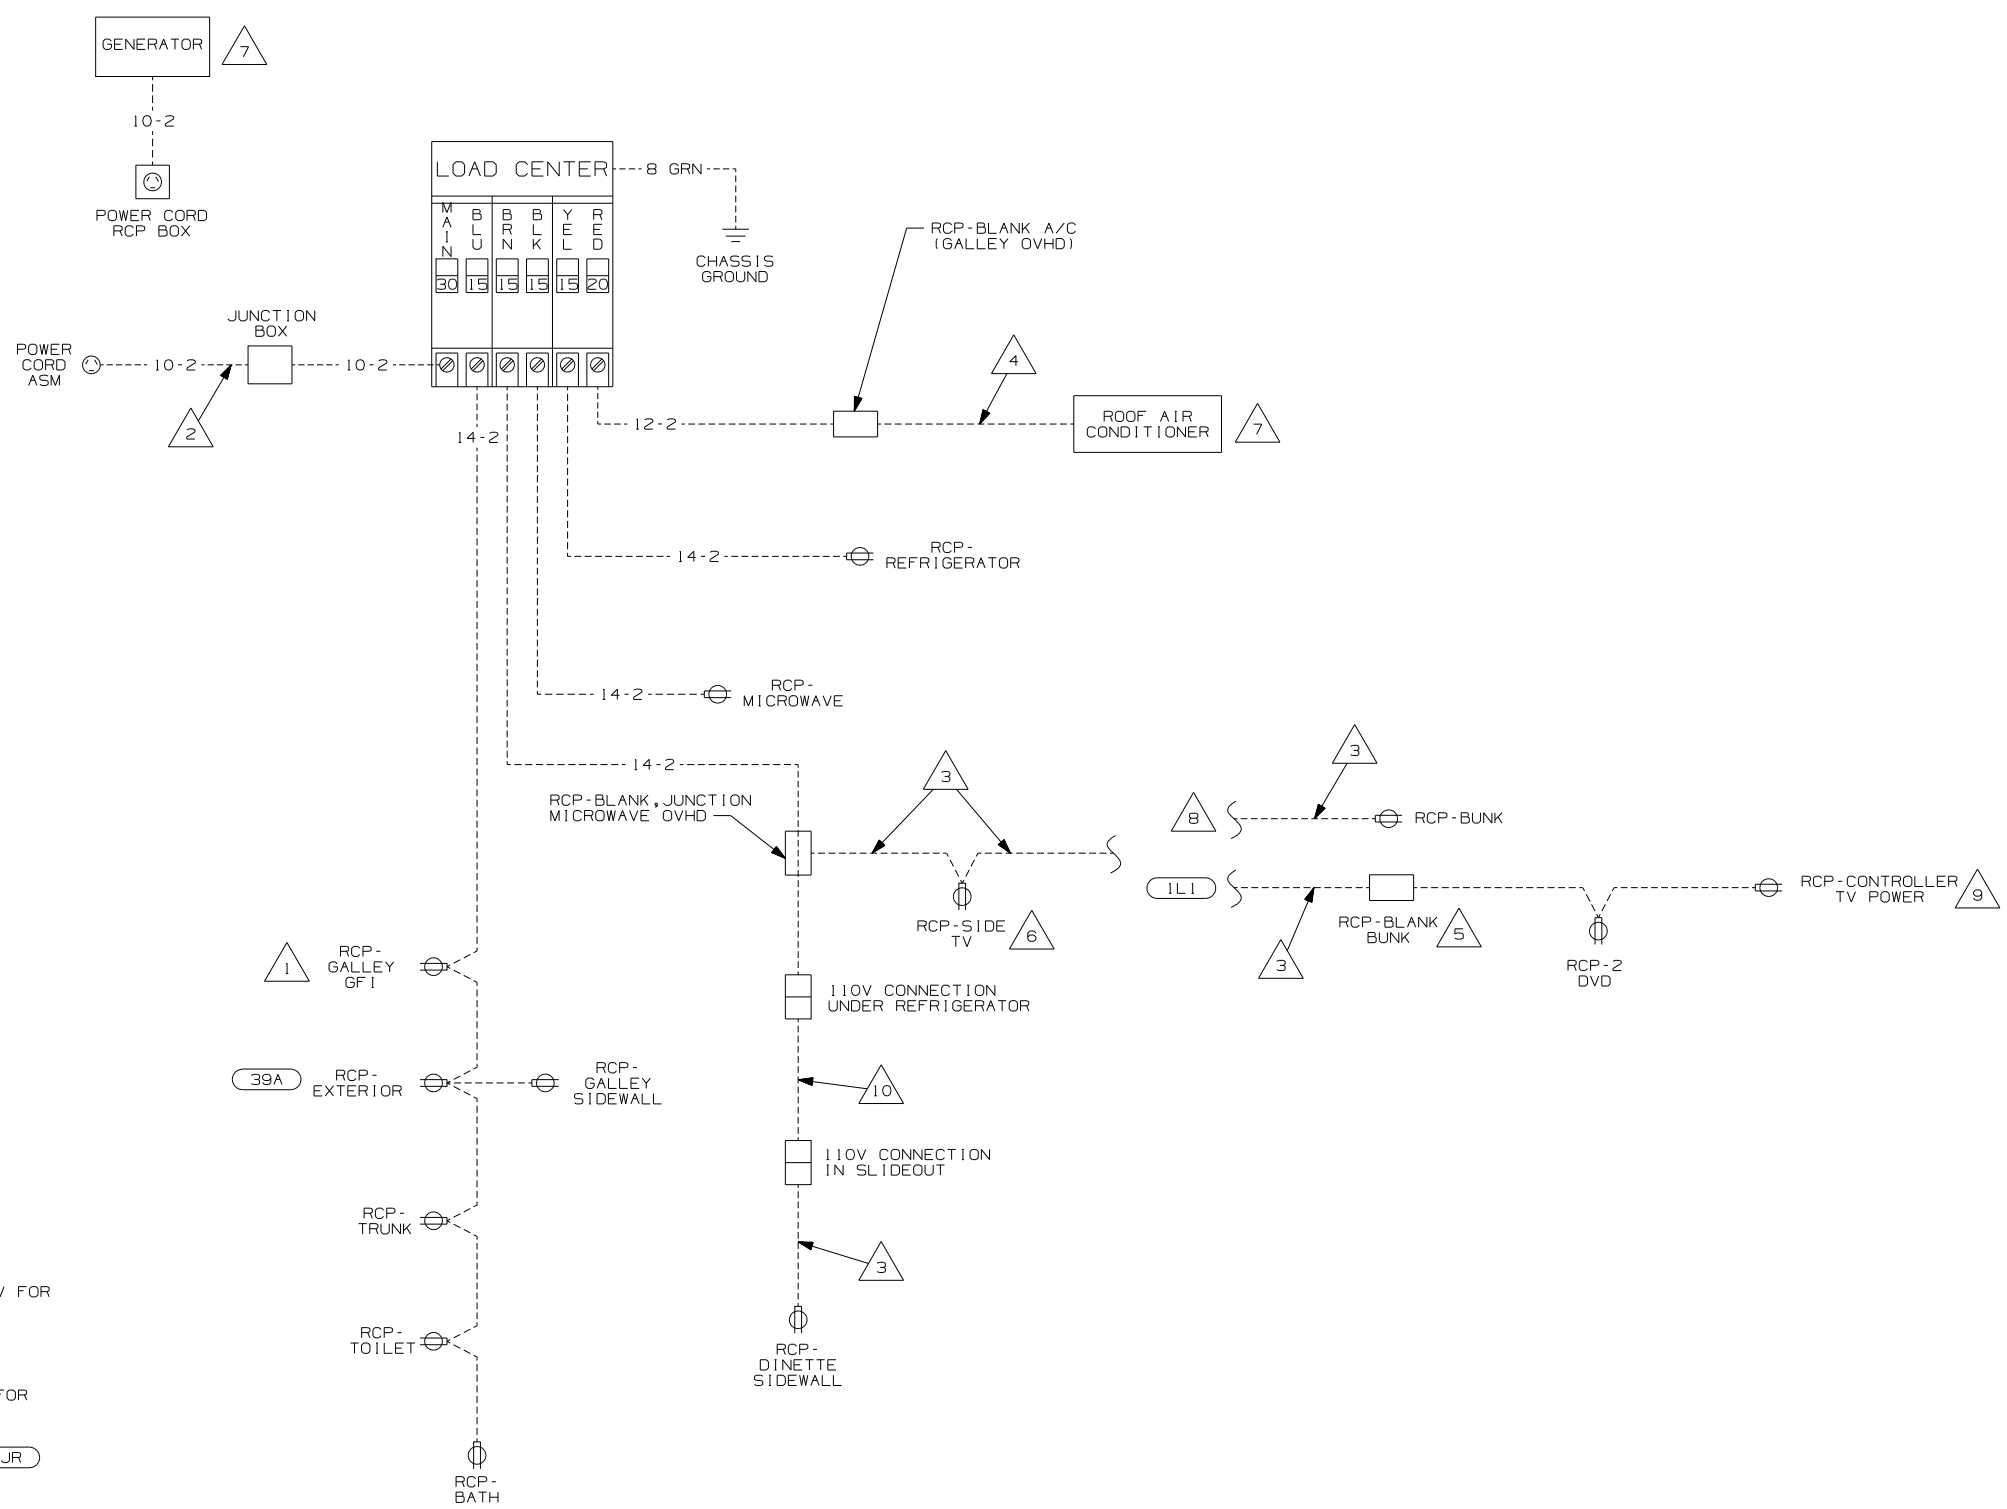 GENERATOR
7
10-2
POWER CORD
RCP BOX
LOAD CENTER
8 GRN
MAIN
BLU
BRN
BLK
YEL
RED
30
15
15
15
15
20
CHASSIS
GROUND
RCP-BLANK A/C
(GALLEY OVHD)
JUNCTION
BOX
POWER
CORD
ASM
10-2
10-2
2
4
14-2
12-2
ROOF AIR
CONDITIONER
7
14-2
RCP-
REFRIGERATOR
14-2
RCP-
MICROWAVE
14-2
RCP-BLANK,JUNCTION
MICROWAVE OVHD
3
3
8
RCP-BUNK
1L1
RCP-CONTROLLER
TV POWER
9
RCP-SIDE
TV
6
RCP-BLANK
BUNK
5
3
RCP-2
DVD
1
RCP-
GALLEY
GFI
110V CONNECTION
UNDER REFRIGERATOR
39A
RCP-
EXTERIOR
RCP-
GALLEY
SIDEWALL
10
110V CONNECTION
IN SLIDEOUT
RCP-
TRUNK
3
FOR
RCP-
TOILET
RCP-
DINETTE
SIDEWALL
FOR
JR
RCP-
BATH